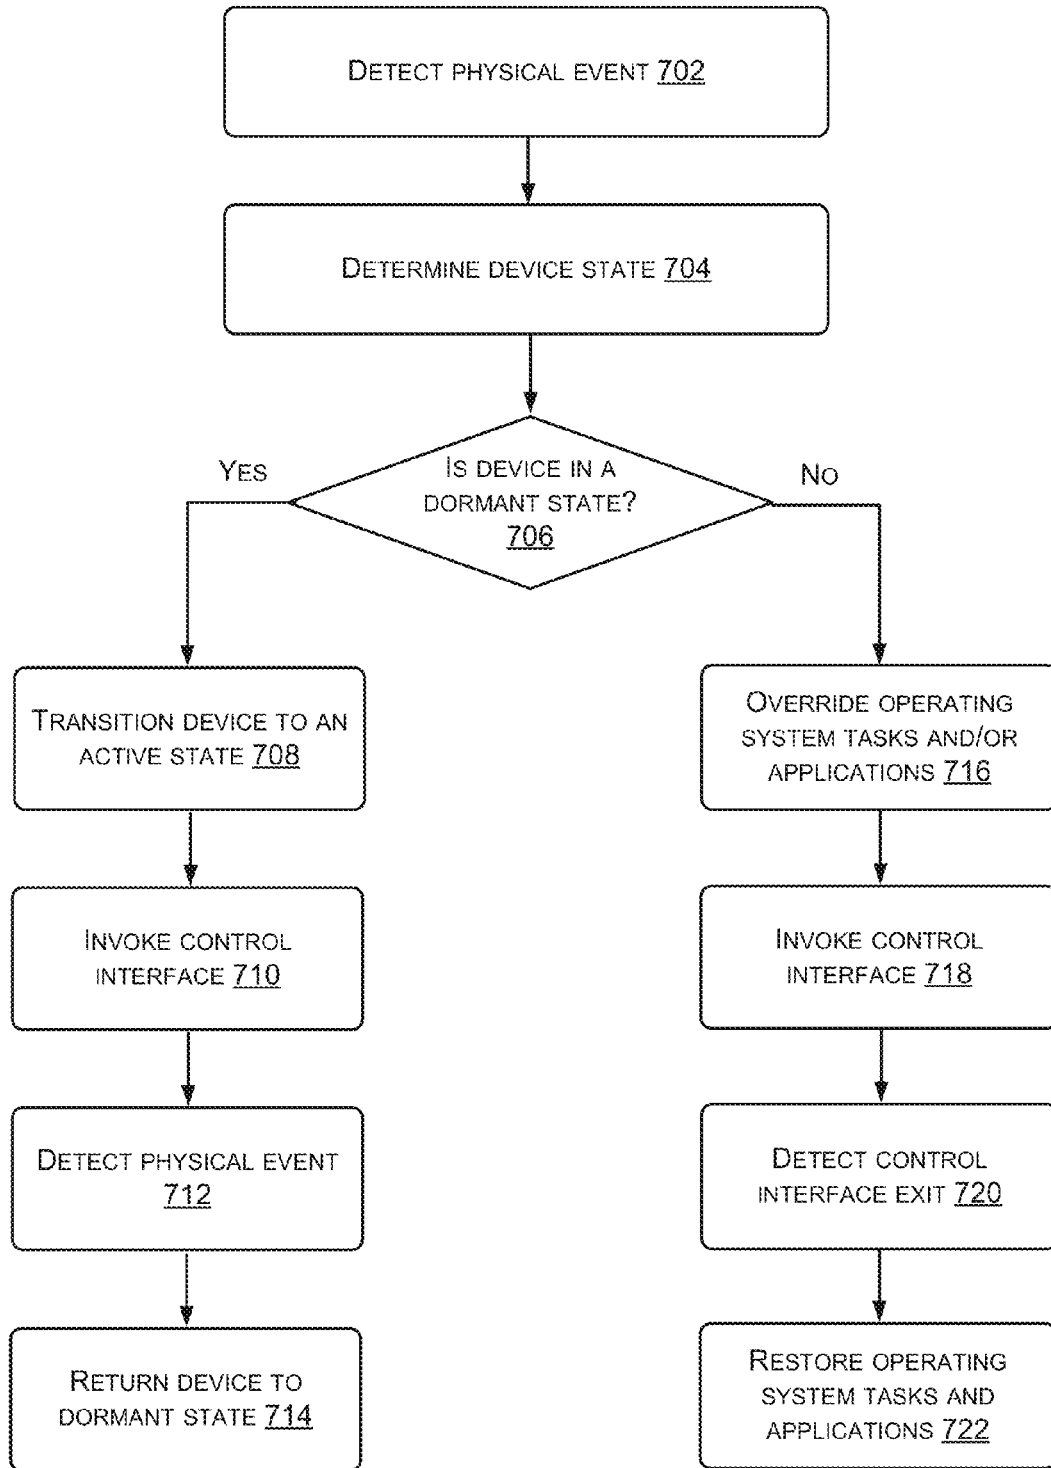 DETECT PHYSICAL EVENT 702
DETERMINE DEVICE STATE 704
YES
IS DEVICE IN A
DORMANT STATE?
706
NO
TRANSITION DEVICE TO AN
ACTIVE STATE 708
INVOKE CONTROL
INTERFACE 710
DETECT PHYSICAL EVENT
712
RETURN DEVICE TO
DORMANT STATE 714
OVERRIDE OPERATING
SYSTEM TASKS AND/OR
APPLICATIONS 716
INVOKE CONTROL
INTERFACE 718
DETECT CONTROL
INTERFACE EXIT 720
RESTORE OPERATING
SYSTEM TASKS AND
APPLICATIONS 722